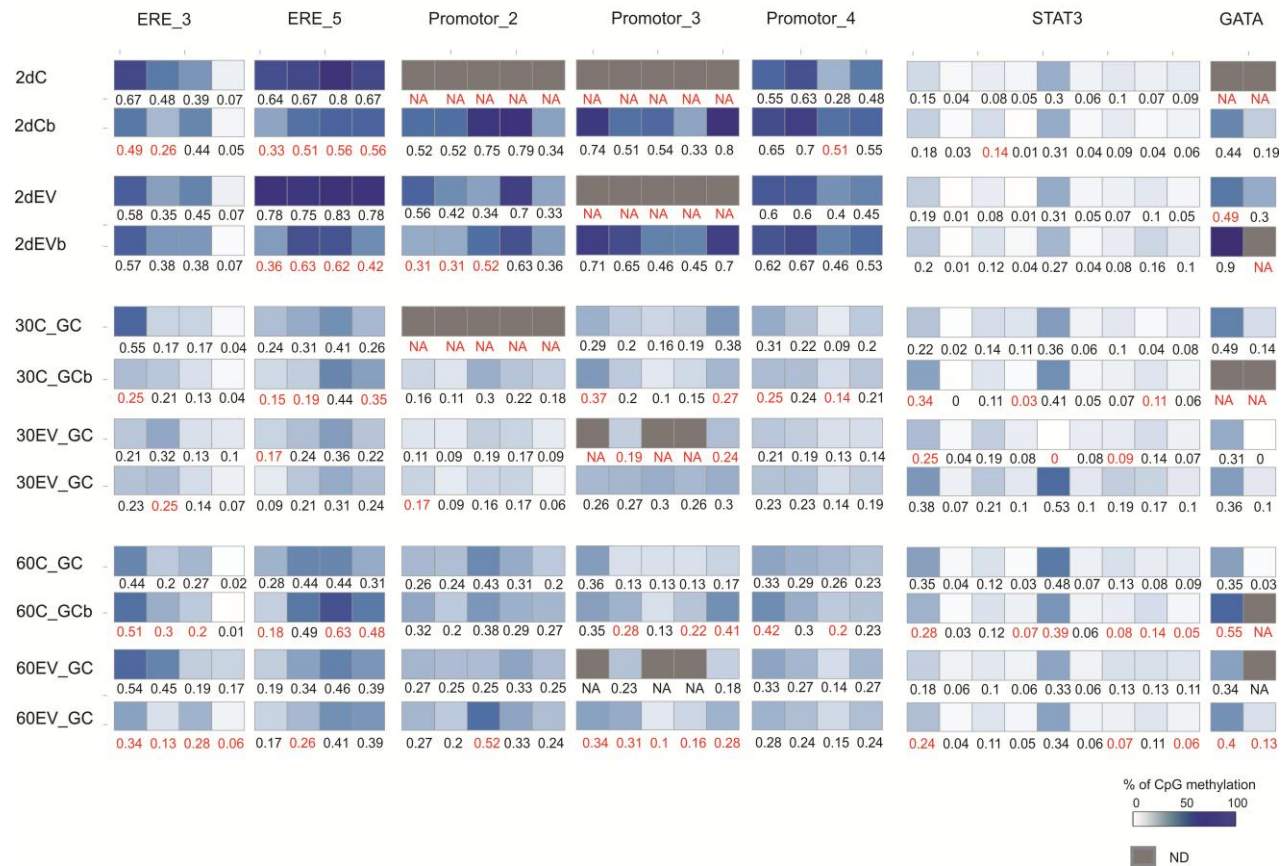 ERE_3 ERE_5 Promotor_2 Promotor_3 Promotor_4 STAT3 GATA
2dC
0.67 0.48 0.39 0.07 0.64 0.67 0.8 0.67 NA NA NA NA NA NA NA NA NA NA 0.55 0.63 0.28 0.48 0.15 0.04 0.08 0.05 0.3 0.06 0.1 0.07 0.09 NA NA
2dCb
0.49 0.26 0.44 0.05 0.33 0.51 0.56 0.56 0.52 0.52 0.75 0.79 0.34 0.74 0.51 0.54 0.33 0.8 0.65 0.7 0.51 0.55 0.18 0.03 0.14 0.01 0.31 0.04 0.09 0.04 0.06 0.44 0.19
2dEV
0.58 0.35 0.45 0.07 0.78 0.75 0.83 0.78 0.56 0.42 0.34 0.7 0.33 NA NA NA NA NA 0.6 0.6 0.4 0.45 0.19 0.01 0.08 0.01 0.31 0.05 0.07 0.1 0.05 0.49 0.3
2dEVb
0.57 0.38 0.38 0.07 0.36 0.63 0.62 0.42 0.31 0.31 0.52 0.63 0.36 0.71 0.65 0.46 0.45 0.7 0.62 0.67 0.46 0.53 0.2 0.01 0.12 0.04 0.27 0.04 0.08 0.16 0.1 0.9 NA
30C_GC
0.55 0.17 0.17 0.04 0.24 0.31 0.41 0.26 NA NA NA NA NA 0.29 0.2 0.16 0.19 0.38 0.31 0.22 0.09 0.2 0.22 0.02 0.14 0.11 0.36 0.06 0.1 0.04 0.08 0.49 0.14
30C_GCb
0.25 0.21 0.13 0.04 0.15 0.19 0.44 0.35 0.16 0.11 0.3 0.22 0.18 0.37 0.2 0.1 0.15 0.27 0.25 0.24 0.14 0.21 0.34 0 0.11 0.03 0.41 0.05 0.07 0.11 0.06 NA NA
30EV_GC
0.21 0.32 0.13 0.1 0.17 0.24 0.36 0.22 0.11 0.09 0.19 0.17 0.09 NA 0.19 NA NA 0.24 0.21 0.19 0.13 0.14 0.25 0.04 0.19 0.08 0 0.08 0.09 0.14 0.07 0.31 0
30EV_GC
0.23 0.25 0.14 0.07 0.09 0.21 0.31 0.24 0.17 0.09 0.16 0.17 0.06 0.26 0.27 0.3 0.26 0.3 0.23 0.23 0.14 0.19 0.38 0.07 0.21 0.1 0.53 0.1 0.19 0.17 0.1 0.36 0.1
60C_GC
0.44 0.2 0.27 0.02 0.28 0.44 0.44 0.31 0.26 0.24 0.43 0.31 0.2 0.36 0.13 0.13 0.13 0.17 0.33 0.29 0.26 0.23 0.35 0.04 0.12 0.03 0.48 0.07 0.13 0.08 0.09 0.35 0.03
60C_GCb
0.51 0.3 0.2 0.01 0.18 0.49 0.63 0.48 0.32 0.2 0.38 0.29 0.27 0.35 0.28 0.13 0.22 0.41 0.42 0.3 0.2 0.23 0.28 0.03 0.12 0.07 0.39 0.06 0.08 0.14 0.05 0.55 NA
60EV_GC
0.54 0.45 0.19 0.17 0.19 0.34 0.46 0.39 0.27 0.25 0.25 0.33 0.25 NA 0.23 NA NA 0.18 0.33 0.27 0.14 0.27 0.18 0.06 0.1 0.06 0.33 0.06 0.13 0.13 0.11 0.34 NA
60EV_GC
0.34 0.13 0.28 0.06 0.17 0.26 0.41 0.39 0.27 0.2 0.52 0.33 0.24 0.34 0.31 0.1 0.16 0.28 0.28 0.24 0.15 0.24 0.24 0.04 0.11 0.05 0.34 0.06 0.07 0.11 0.06 0.4 0.13
% of CpG methylation
0 50 100
ND